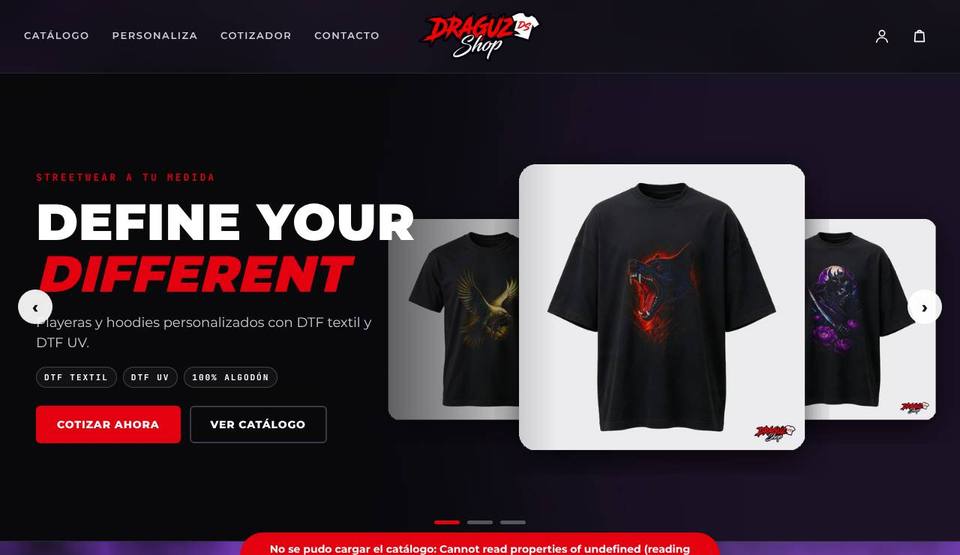 CATÁLOGO PERSONALIZA COTIZADOR CONTACTO
DRAGUZ DS
Shop
STREETWEAR A TU MEDIDA
DEFINE YOUR
DIFFERENT
‹
›
Playeras y hoodies personalizados con DTF textil y
DTF UV.
DTF TEXTIL DTF UV 100% ALGODÓN
COTIZAR AHORA VER CATÁLOGO
No se pudo cargar el catálogo: Cannot read properties of undefined (reading